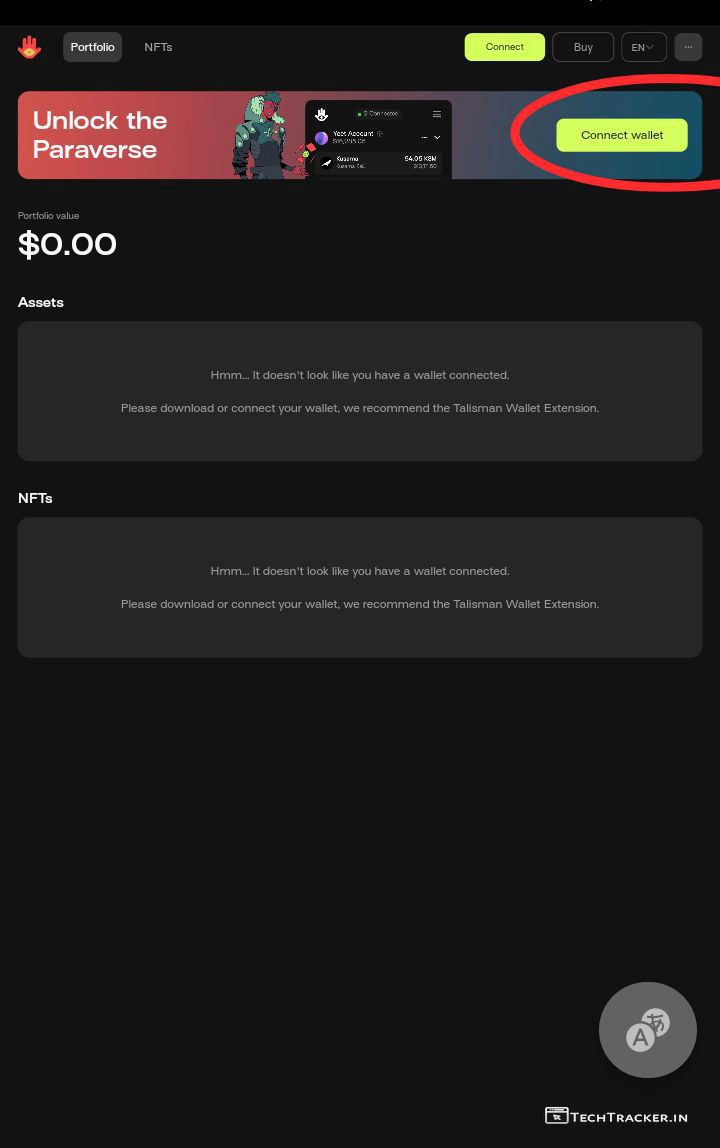 Portfolio
NFTs
Connect
Buy
EN
Unlock the
Paraverse
2 Connected
Yeet Account
Kusama
54.05 KSM
Connect wallet
Portfolio value
$0.00
Assets
Hmm... It doesn't look like you have a wallet connected.
Please download or connect your wallet, we recommend the Talisman Wallet Extension.
NFTs
Hmm... It doesn't look like you have a wallet connected.
Please download or connect your wallet, we recommend the Talisman Wallet Extension.
あ
A
TECHTRACKER.IN